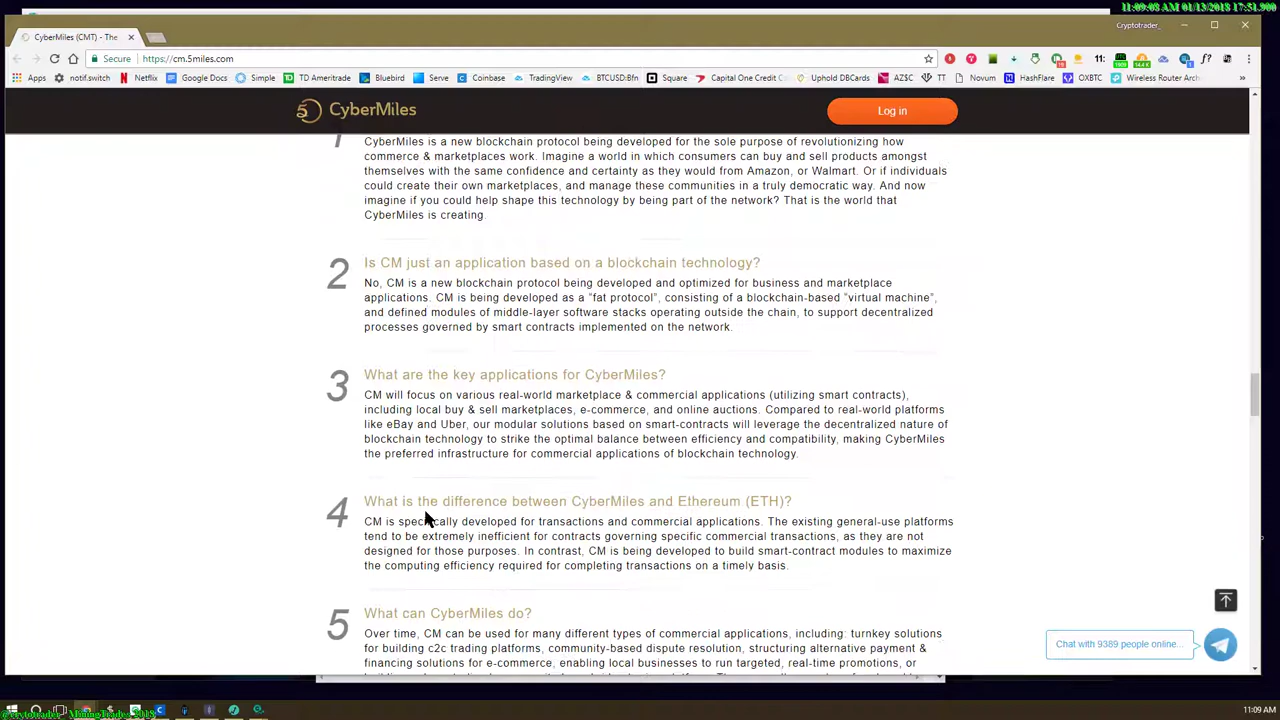 11:09:08 AM 01/13/2018 17:51.900
Cryptotrader_
CyberMiles (CMT) - The
Secure https://cm.5miles.com
Apps notif.switch Netflix Google Docs Simple TD Ameritrade Bluebird Serve Coinbase TradingView BTCUSD:Bfn Square Capital One Credit C Uphold DBCards AZ$C TT Novum HashFlare OXBTC Wireless Router Arch
CyberMiles
Log in
1
CyberMiles is a new blockchain protocol being developed for the sole purpose of revolutionizing how
commerce & marketplaces work. Imagine a world in which consumers can buy and sell products amongst
themselves with the same confidence and certainty as they would from Amazon, or Walmart. Or if individuals
could create their own marketplaces, and manage these communities in a truly democratic way. And now
imagine if you could help shape this technology by being part of the network? That is the world that
CyberMiles is creating.
2
Is CM just an application based on a blockchain technology?
No, CM is a new blockchain protocol being developed and optimized for business and marketplace
applications. CM is being developed as a "fat protocol", consisting of a blockchain-based "virtual machine",
and defined modules of middle-layer software stacks operating outside the chain, to support decentralized
processes governed by smart contracts implemented on the network.
3
What are the key applications for CyberMiles?
CM will focus on various real-world marketplace & commercial applications (utilizing smart contracts),
including local buy & sell marketplaces, e-commerce, and online auctions. Compared to real-world platforms
like eBay and Uber, our modular solutions based on smart-contracts will leverage the decentralized nature of
blockchain technology to strike the optimal balance between efficiency and compatibility, making CyberMiles
the preferred infrastructure for commercial applications of blockchain technology.
4
What is the difference between CyberMiles and Ethereum (ETH)?
CM is specifically developed for transactions and commercial applications. The existing general-use platforms
tend to be extremely inefficient for contracts governing specific commercial transactions, as they are not
designed for those purposes. In contrast, CM is being developed to build smart-contract modules to maximize
the computing efficiency required for completing transactions on a timely basis.
5
What can CyberMiles do?
Over time, CM can be used for many different types of commercial applications, including: turnkey solutions
for building c2c trading platforms, community-based dispute resolution, structuring alternative payment &
financing solutions for e-commerce, enabling local businesses to run targeted, real-time promotions, or
Chat with 9389 people online...
MiningTrades 2018
11:09 AM